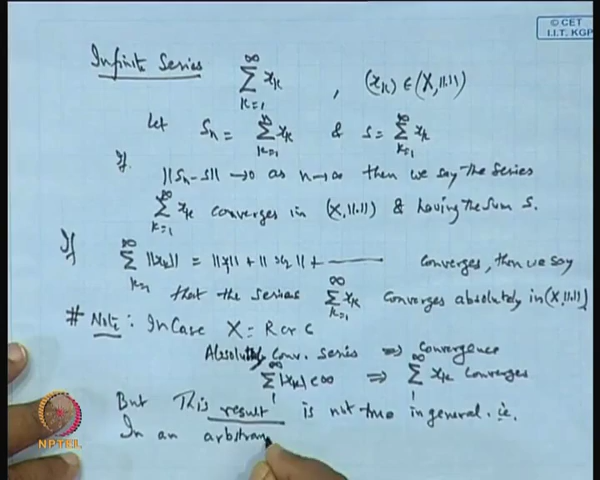 © CET
I.I.T. KGP
Infinite Series ∑_{k=1}^{∞} x_k , (x_k) ∈ (X, ||.||)
Let S_n = ∑_{k=1}^{n} x_k & s = ∑_{k=1}^{∞} x_k
If ||S_n - s|| → 0 as n → ∞ then we say the series
∑_{k=1}^{∞} x_k converges in (X, ||.||) & having the sum s.
If ∑_{k=1}^{∞} ||x_k|| = ||x_1|| + ||x_2|| + ——— converges, then we say
that the series ∑_{k=1}^{∞} x_k converges absolutely in (X, ||.||)
# Note : In Case X = R or C
Absolutely Conv. series ⇒ Convergence
∑_{1}^{∞} |x_k| < ∞ ⇒ ∑_{1}^{∞} x_k converges
But This result is not true in general. i.e.
In an arbitrary
NPTEL